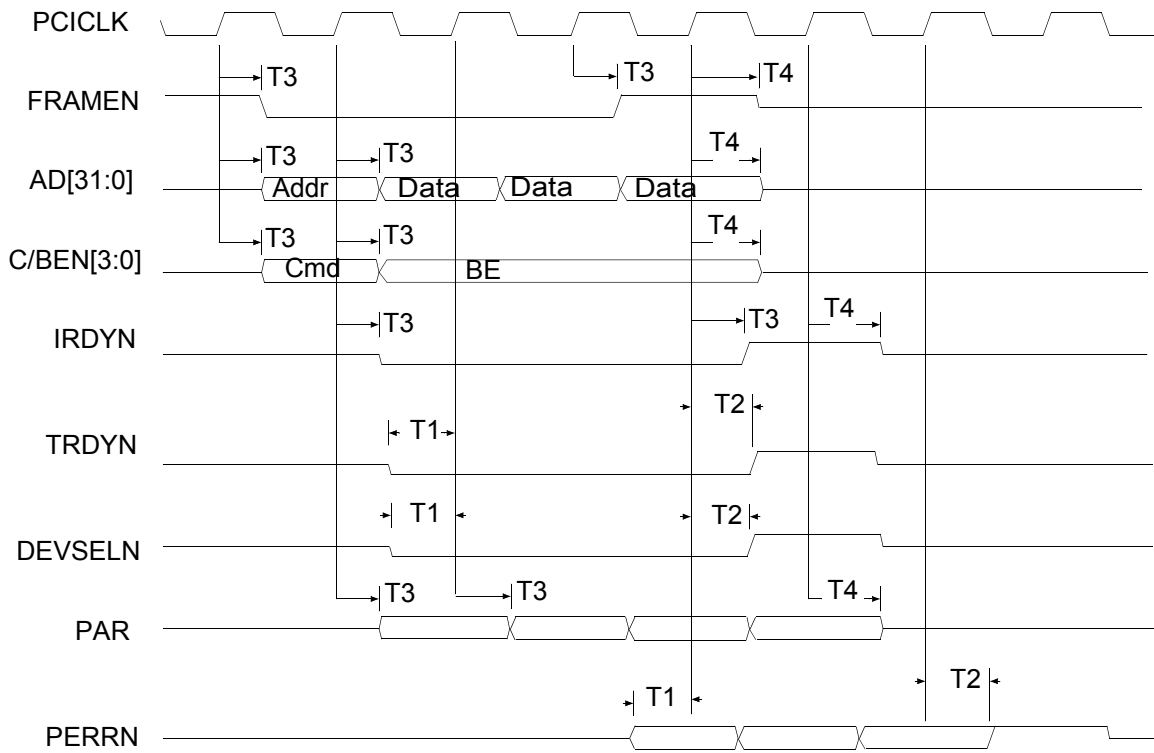 PCICLK
T3 T3 T4
FRAMEN
T3 T3 T4
AD[31:0]
Addr Data Data Data
T3 T3 T4
C/BEN[3:0]
Cmd BE
T3 T3 T4
IRDYN
T2
T1
TRDYN
T1 T2
DEVSELN
T3 T3 T4
PAR
T1 T2
PERRN